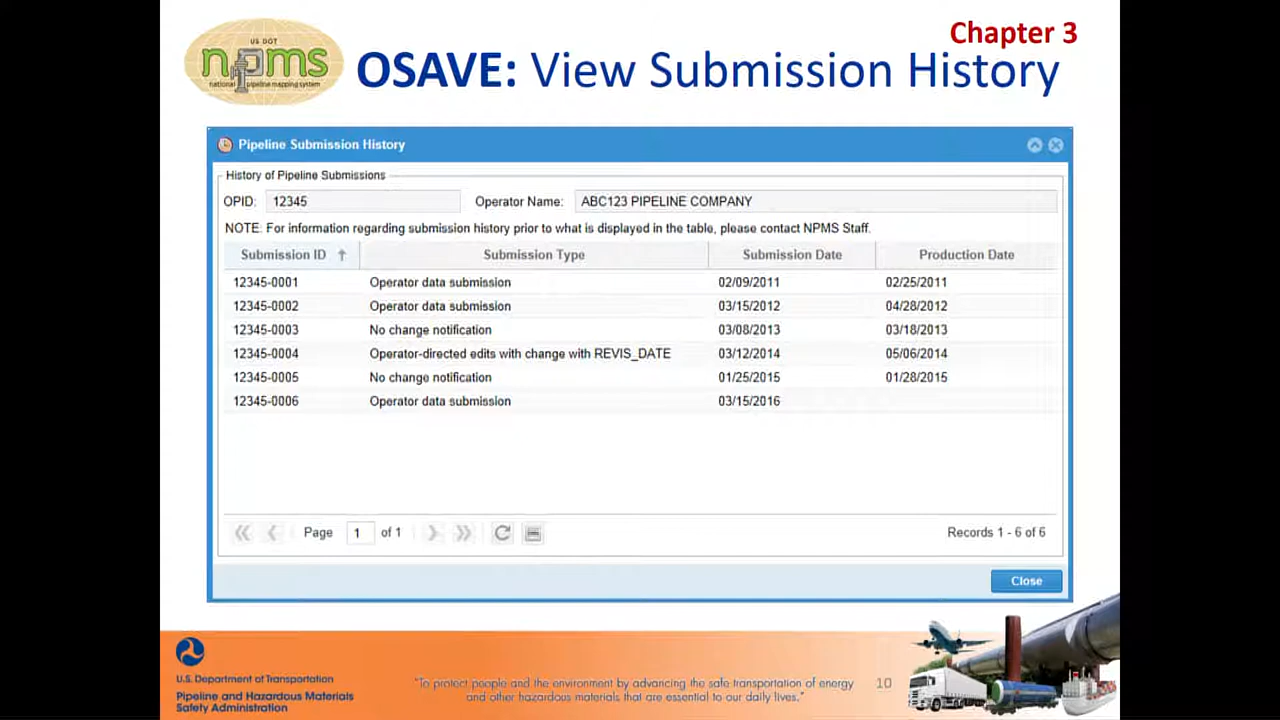 Chapter 3
US DOT
npms
national pipeline mapping system
OSAVE: View Submission History
Pipeline Submission History
History of Pipeline Submissions
OPID: 12345 Operator Name: ABC123 PIPELINE COMPANY
NOTE: For information regarding submission history prior to what is displayed in the table, please contact NPMS Staff.
Submission ID Submission Type Submission Date Production Date
12345-0001 Operator data submission 02/09/2011 02/25/2011
12345-0002 Operator data submission 03/15/2012 04/28/2012
12345-0003 No change notification 03/08/2013 03/18/2013
12345-0004 Operator-directed edits with change with REVIS_DATE 03/12/2014 05/06/2014
12345-0005 No change notification 01/25/2015 01/28/2015
12345-0006 Operator data submission 03/15/2016
Page 1 of 1 Records 1 - 6 of 6
Close
U.S. Department of Transportation
Pipeline and Hazardous Materials
Safety Administration
"To protect people and the environment by advancing the safe transportation of energy
and other hazardous materials that are essential to our daily lives."
10